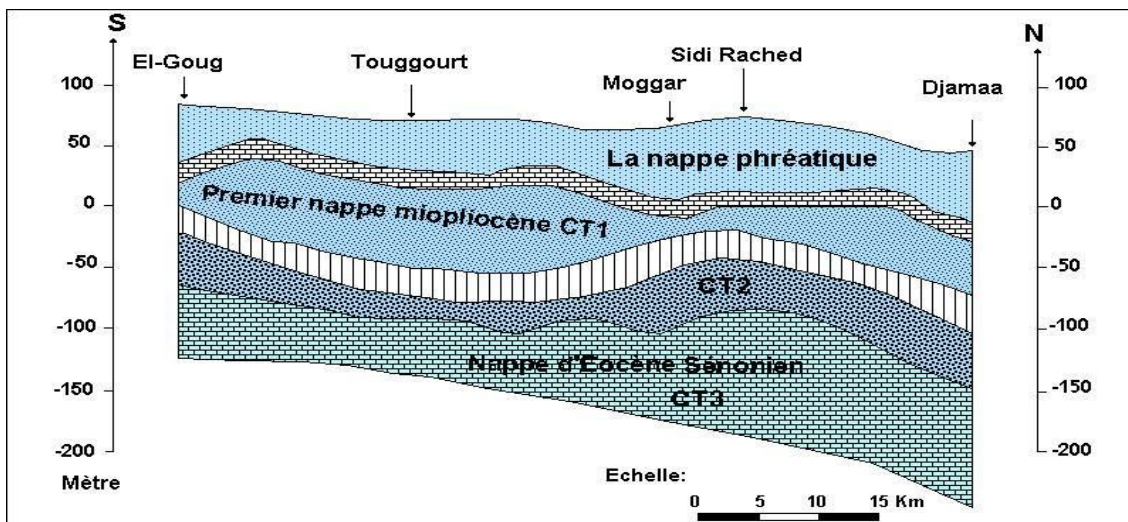 S
N
El-Goug
Touggourt
Moggar
Sidi Rached
Djamaa
100
50
0
-50
-100
-150
-200
Mètre
100
50
0
-50
-100
-150
-200
La nappe phréatique
Premier nappe miopliocène CT1
CT2
Nappe d'Eocène Sénonien
CT3
Echelle:
0 5 10 15 Km